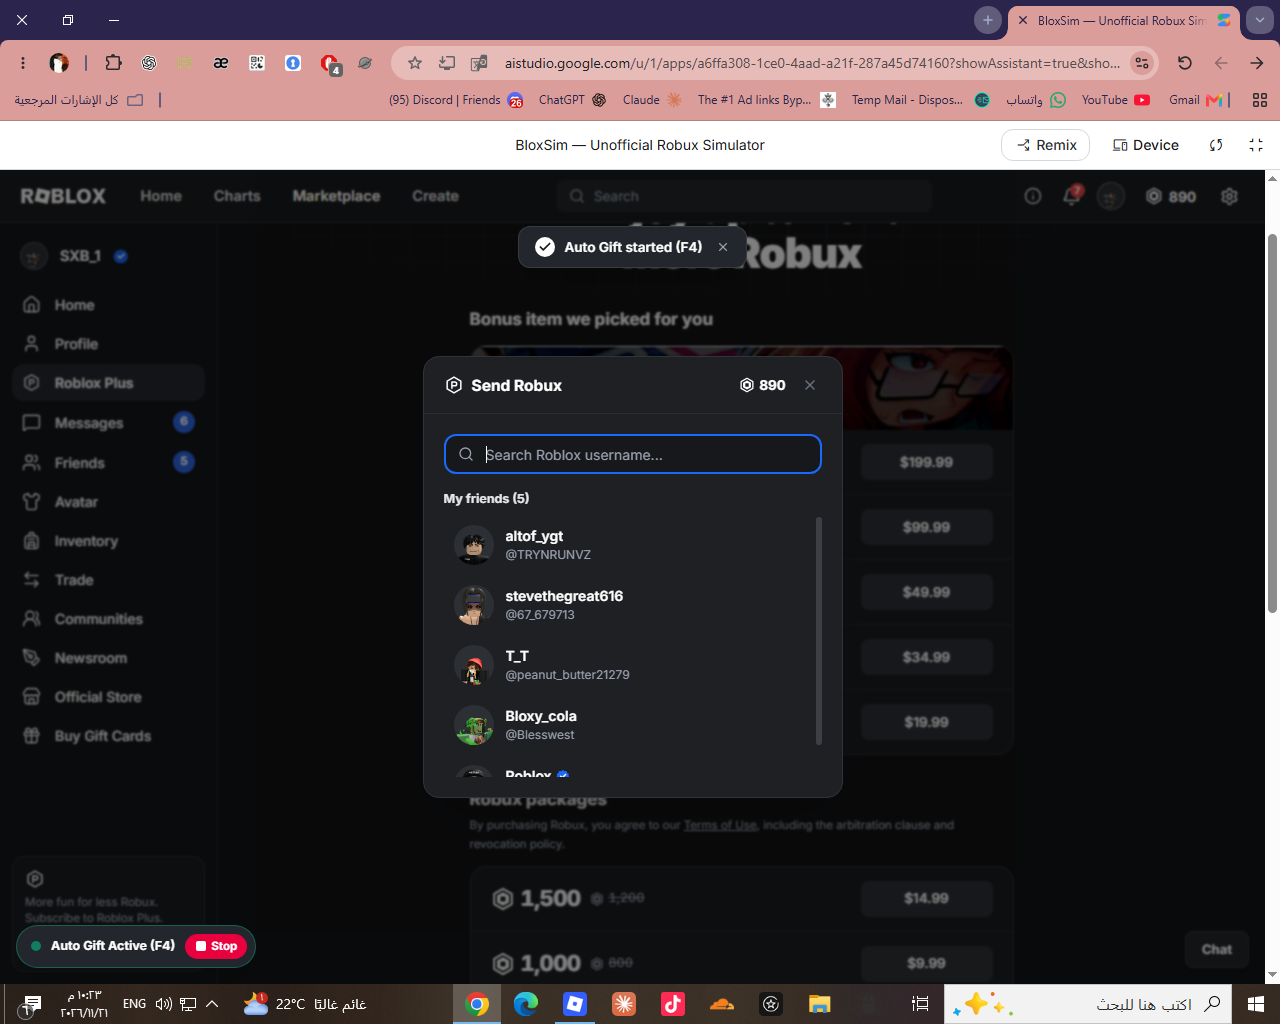 BloxSim — Unofficial Robux Sim
aistudio.google.com/u/1/apps/a6ffa308-1ce0-4aad-a21f-287a45d74160?showAssistant=true&sho...
4
كل الإشارات المرجعية
(95) Discord | Friends
26
ChatGPT
Claude
The #1 Ad links Byp...
Temp Mail - Dispos...
واتساب
YouTube
Gmail
BloxSim — Unofficial Robux Simulator
Remix
Device
ROBLOX
Home
Charts
Marketplace
Create
Search
7
890
SXB_1
Auto Gift started (F4)
Robux
Home
Profile
Roblox Plus
Messages
6
Friends
5
Avatar
Inventory
Trade
Communities
Newsroom
Official Store
Buy Gift Cards
Bonus item we picked for you
Send Robux
890
Search Roblox username...
My friends (5)
altof_ygt
@TRYNRUNVZ
stevethegreat616
@67_679713
T_T
@peanut_butter21279
Bloxy_cola
@Blesswest
Roblox
$199.99
$99.99
$49.99
$34.99
$19.99
Robux packages
By purchasing Robux, you agree to our Terms of Use, including the arbitration clause and
revocation policy.
1,500
1,200
$14.99
1,000
800
$9.99
More fun for less Robux.
Subscribe to Roblox Plus.
Auto Gift Active (F4)
Stop
Chat
١٠:٢٣ م
٢٠٢٦/١١/٢١
ENG
22°C
غائم غالبًا
اكتب هنا للبحث